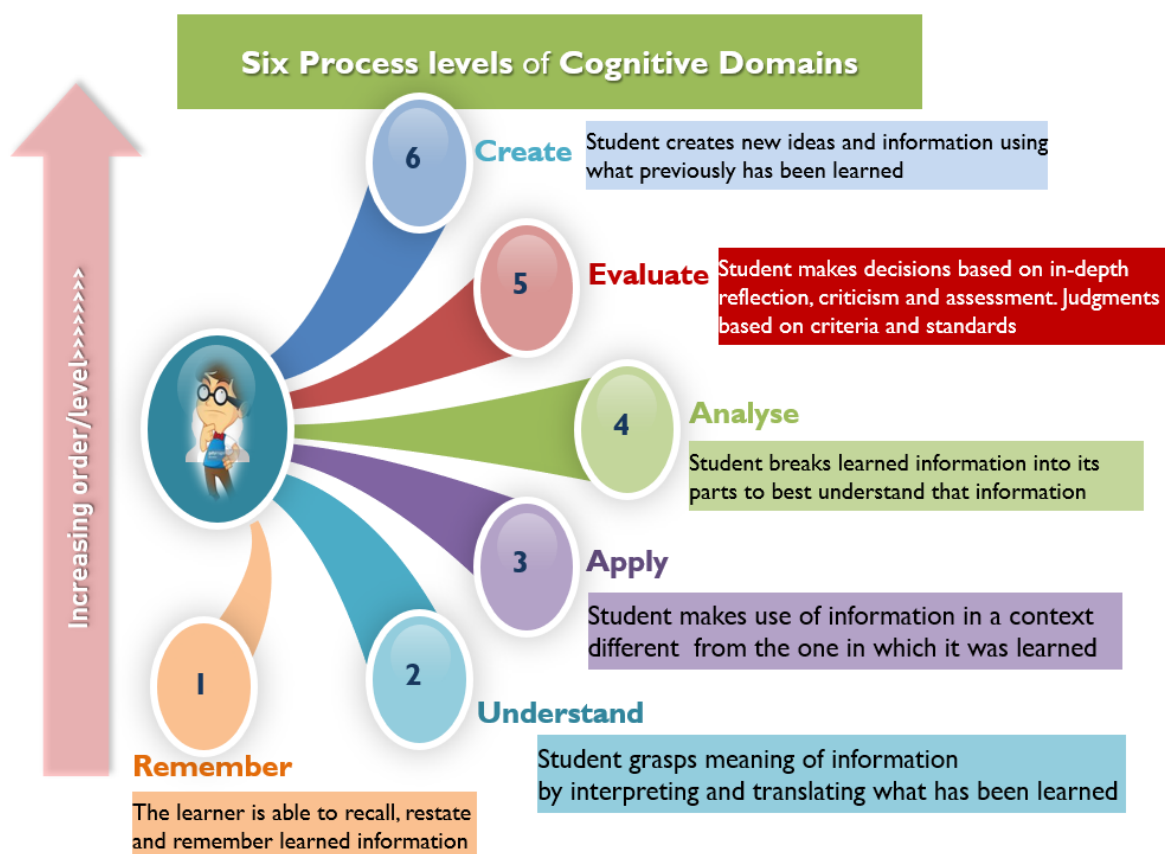 Six Process levels of Cognitive Domains
6
Create
Student creates new ideas and information using
what previously has been learned
5
Evaluate
Student makes decisions based on in-depth
reflection, criticism and assessment. Judgments
based on criteria and standards
4
Analyse
Student breaks learned information into its
parts to best understand that information
3
Apply
Student makes use of information in a context
different from the one in which it was learned
2
Understand
Student grasps meaning of information
by interpreting and translating what has been learned
1
Remember
The learner is able to recall, restate
and remember learned information
Increasing order/level>>>>>>>>>